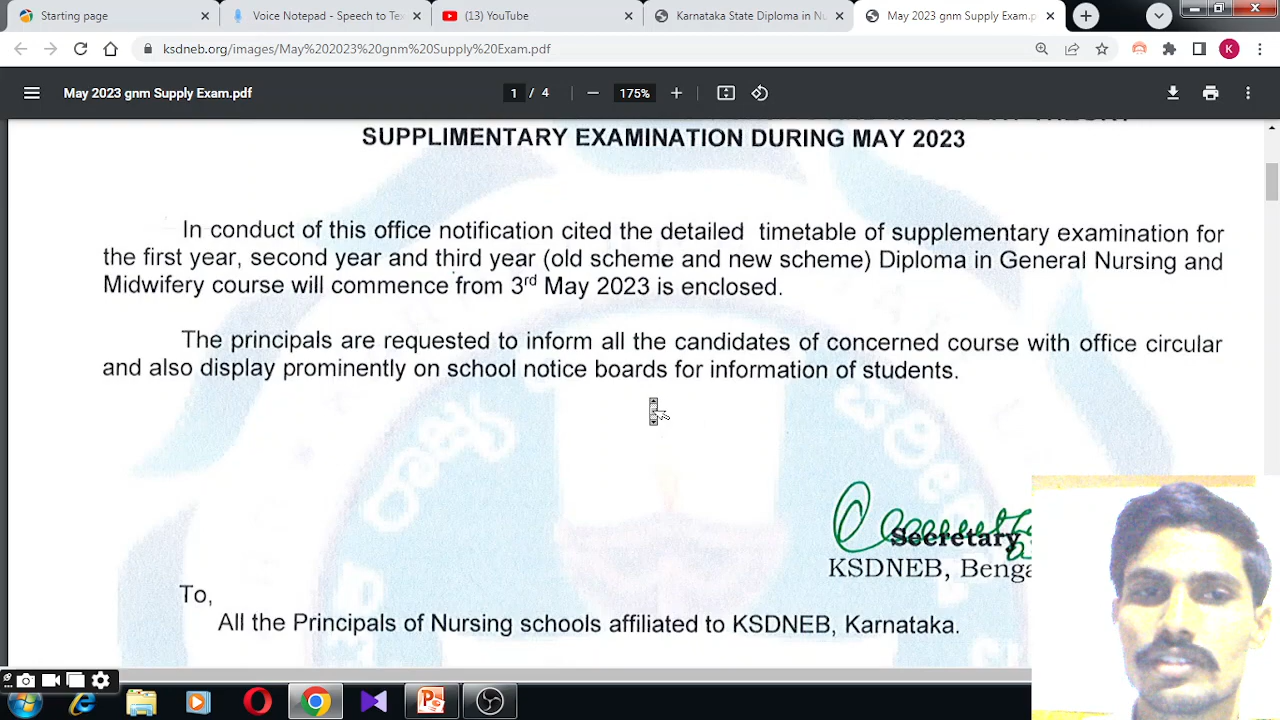 Starting page
Voice Notepad - Speech to Tex
(13) YouTube
Karnataka State Diploma in Nu
May 2023 gnm Supply Exam.p
ksdneb.org/images/May%202023%20gnm%20Supply%20Exam.pdf
K
May 2023 gnm Supply Exam.pdf
1 / 4
175%
SUPPLIMENTARY EXAMINATION DURING MAY 2023
In conduct of this office notification cited the detailed timetable of supplementary examination for
the first year, second year and third year (old scheme and new scheme) Diploma in General Nursing and
Midwifery course will commence from 3rd May 2023 is enclosed.
The principals are requested to inform all the candidates of concerned course with office circular
and also display prominently on school notice boards for information of students.
Secretary
KSDNEB, Benga
To,
All the Principals of Nursing schools affiliated to KSDNEB, Karnataka.